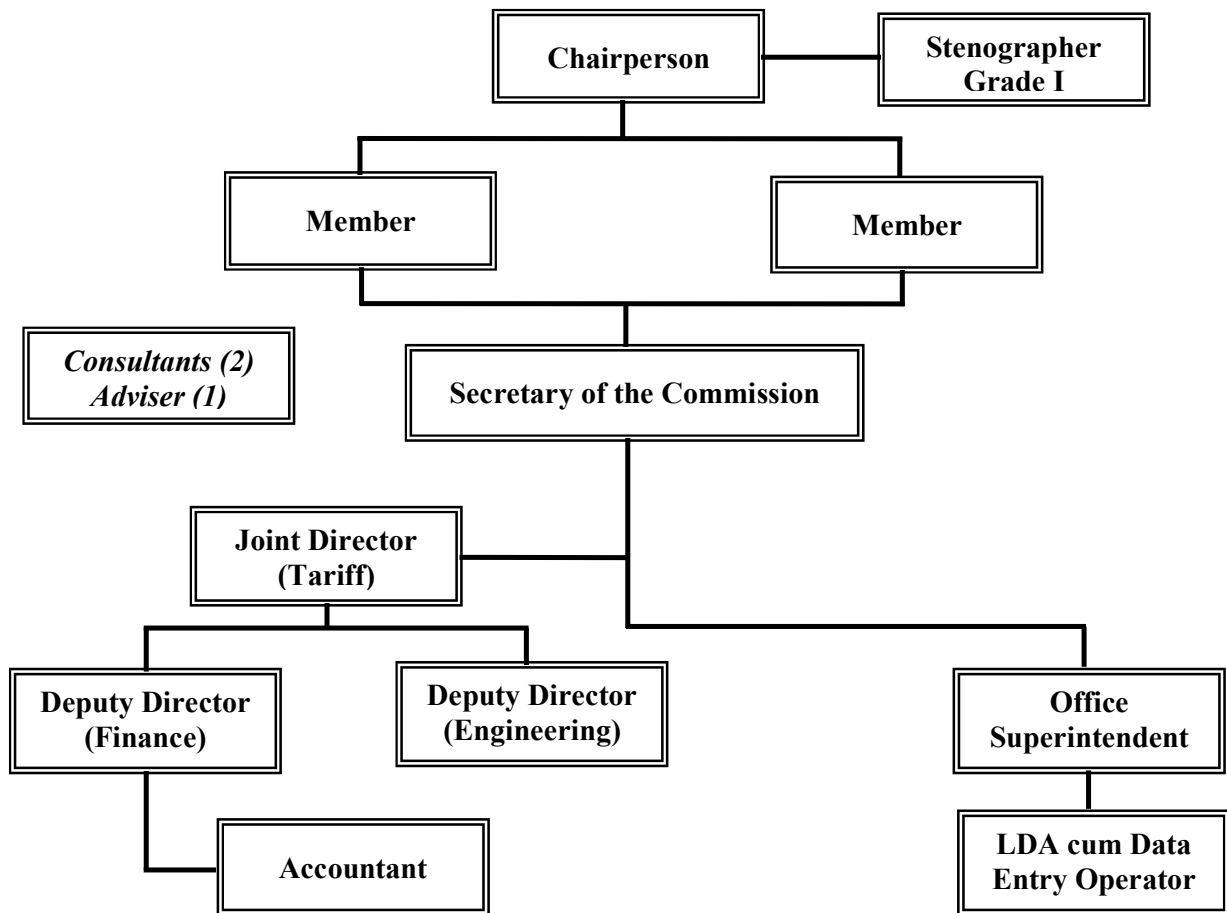 Chairperson
Stenographer
Grade I
Member
Member
Consultants (2)
Adviser (1)
Secretary of the Commission
Joint Director
(Tariff)
Deputy Director
(Finance)
Deputy Director
(Engineering)
Office
Superintendent
Accountant
LDA cum Data
Entry Operator